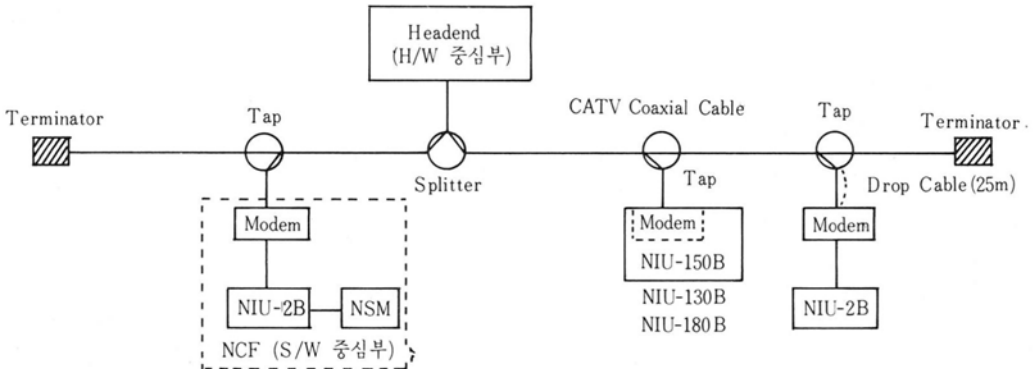 Headend
(H/W 중심부)
Terminator
Tap
CATV Coaxial Cable
Tap
Terminator
Splitter
Tap
Drop Cable(25m)
Modem
Modem
Modem
NIU-150B
NIU-2B
NSM
NIU-130B
NIU-180B
NIU-2B
NCF (S/W 중심부)